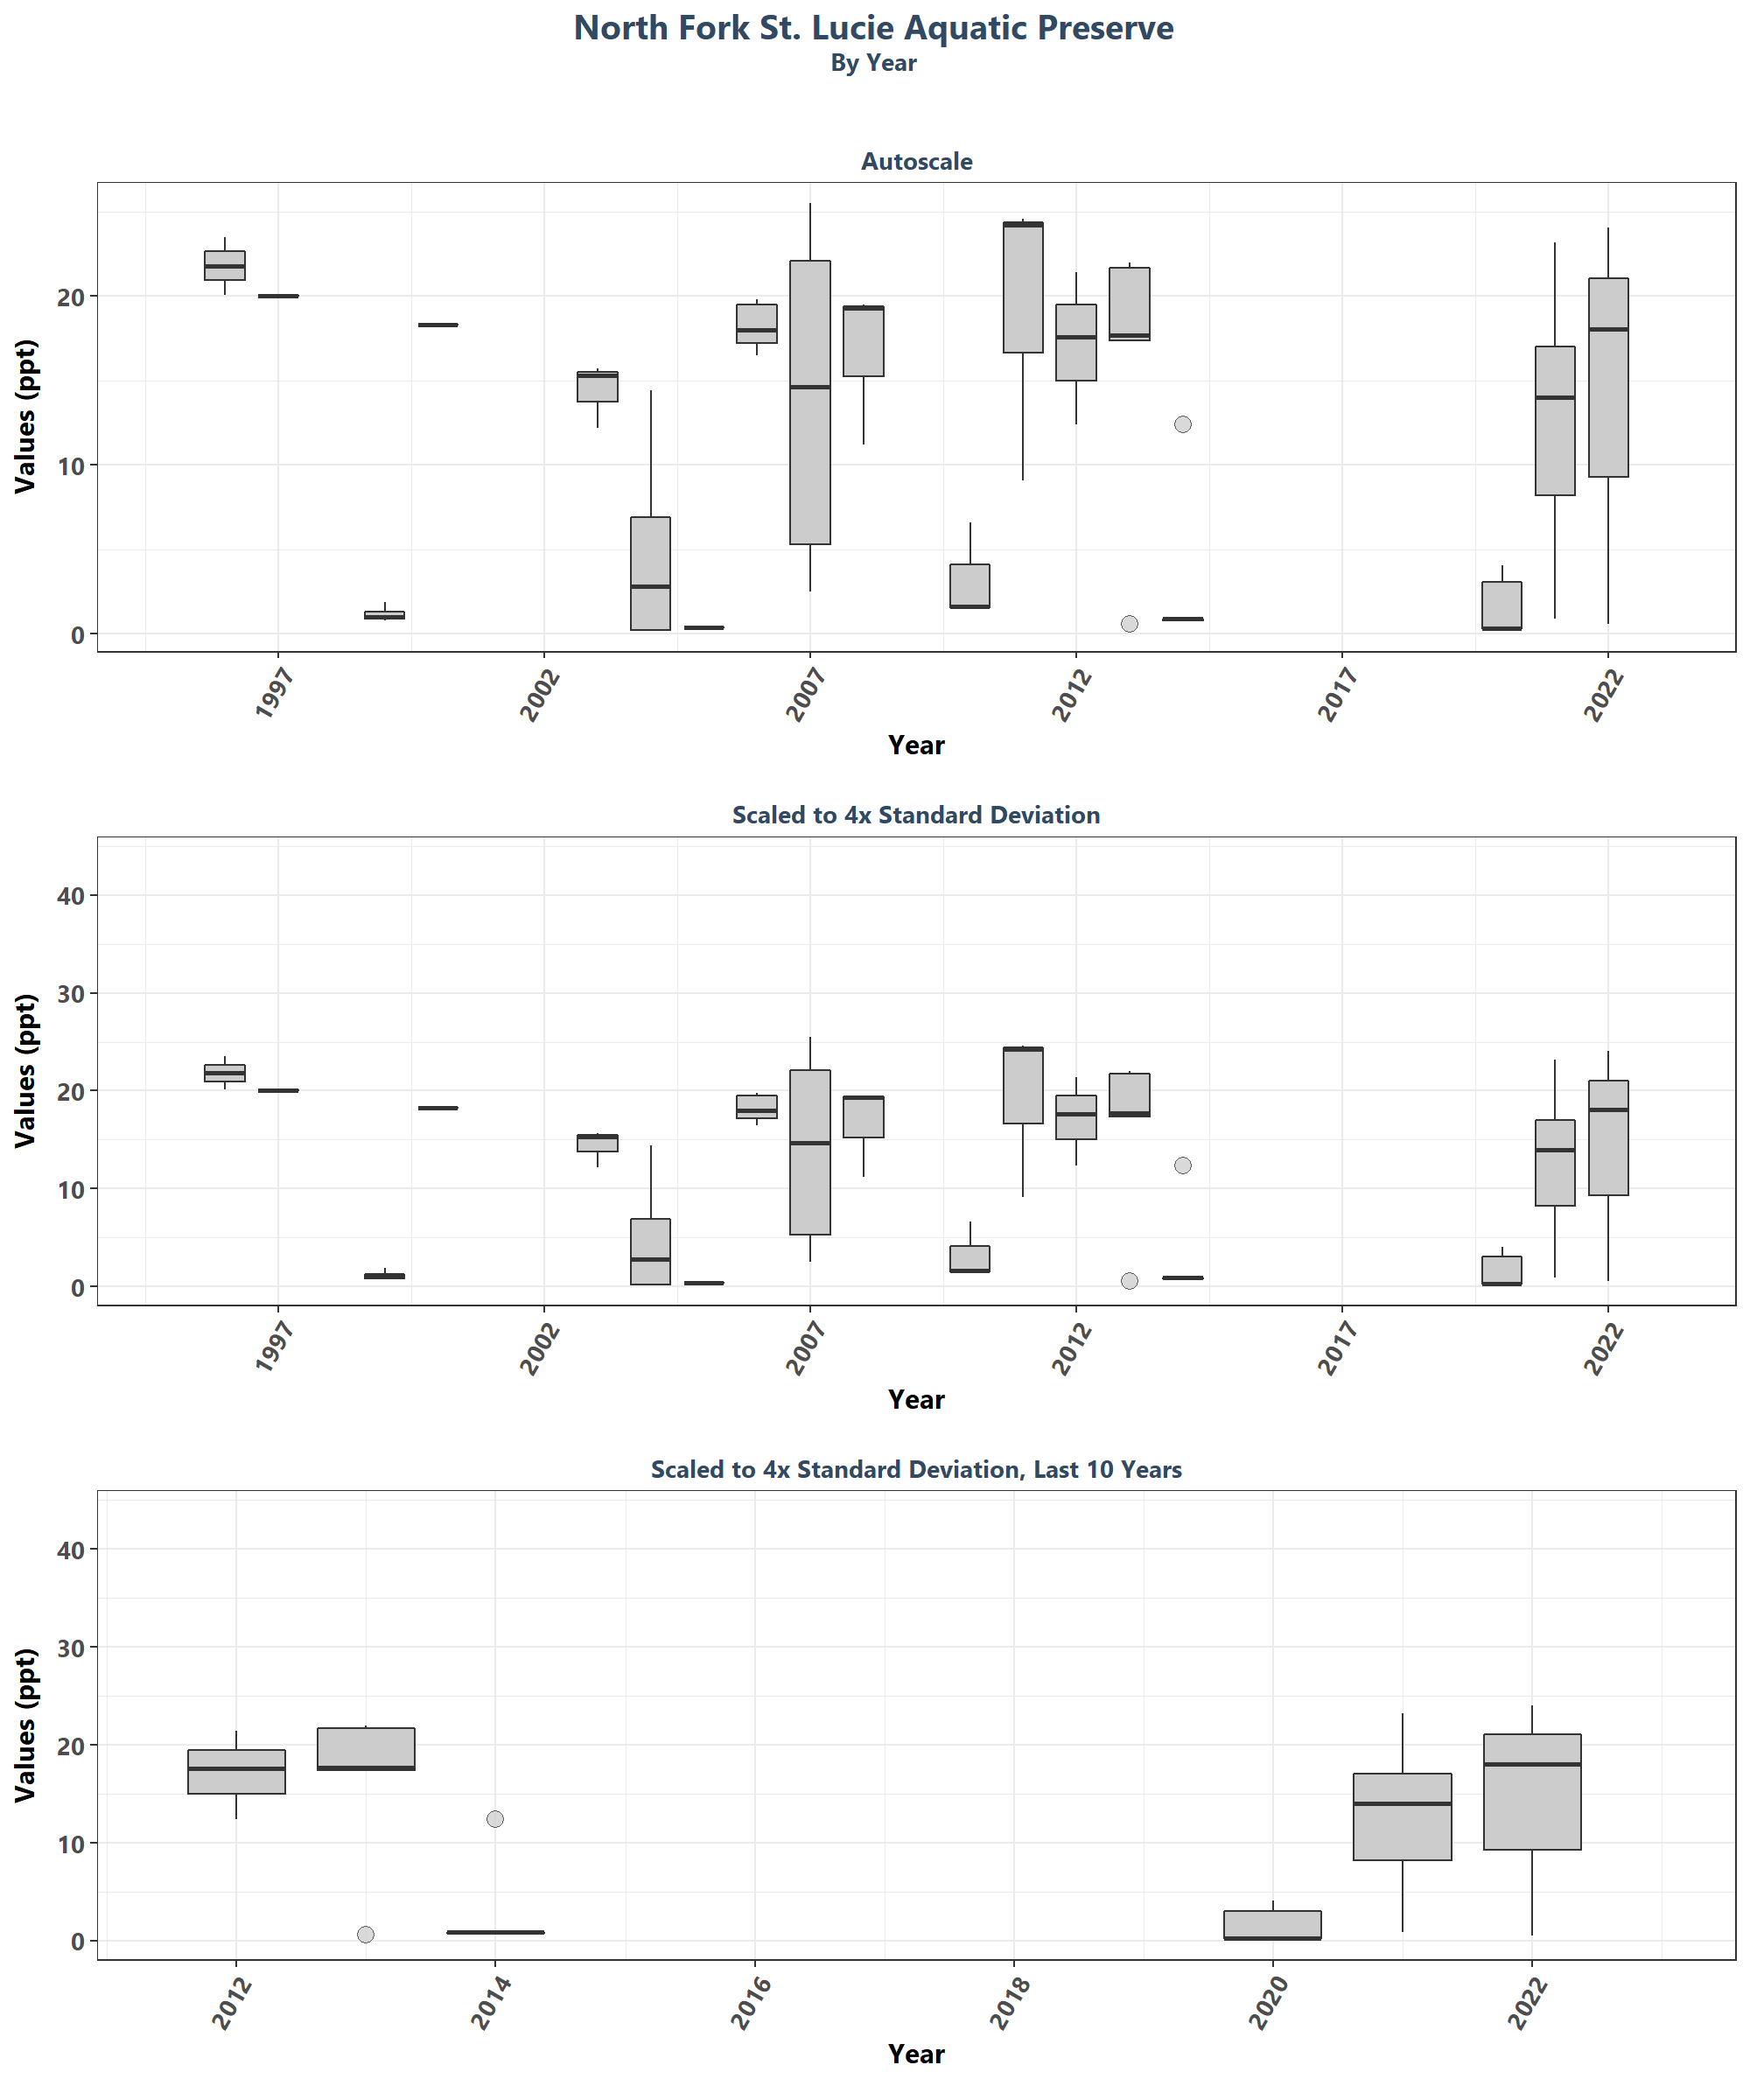 North Fork St. Lucie Aquatic Preserve
By Year
Autoscale
Values (ppt)
20
10
0
1997
2002
2007
2012
2017
2022
Year
Scaled to 4x Standard Deviation
Values (ppt)
40
30
20
10
0
1997
2002
2007
2012
2017
2022
Year
Scaled to 4x Standard Deviation, Last 10 Years
Values (ppt)
40
30
20
10
0
2012
2014
2016
2018
2020
2022
Year